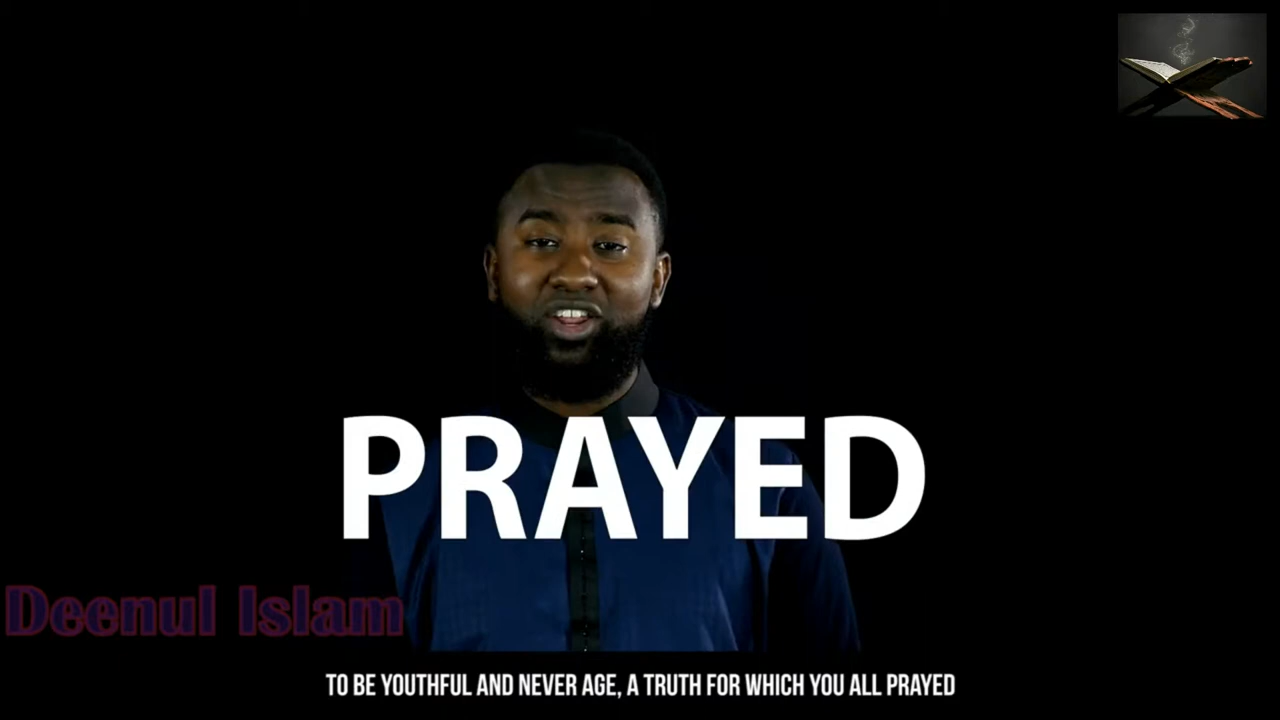 PRAYED
Deenul Islam
TO BE YOUTHFUL AND NEVER AGE, A TRUTH FOR WHICH YOU ALL PRAYED